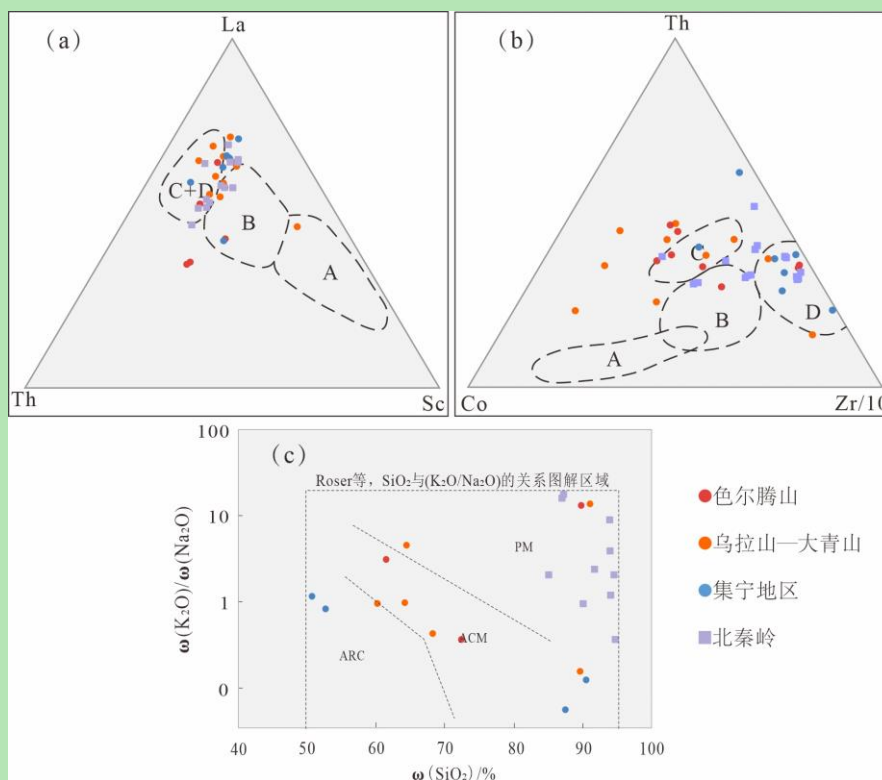 (a)
La
C+D
B
A
Th
Sc
(b)
Th
C
B
D
A
Co
Zr/10
(c)
Roser等，SiO₂与(K₂O/Na₂O)的关系图解区域
ω(K₂O)/ω(Na₂O)
100
10
1
0
PM
ACM
ARC
40
50
60
70
80
90
100
ω(SiO₂)/%
色尔腾山
乌拉山—大青山
集宁地区
北秦岭